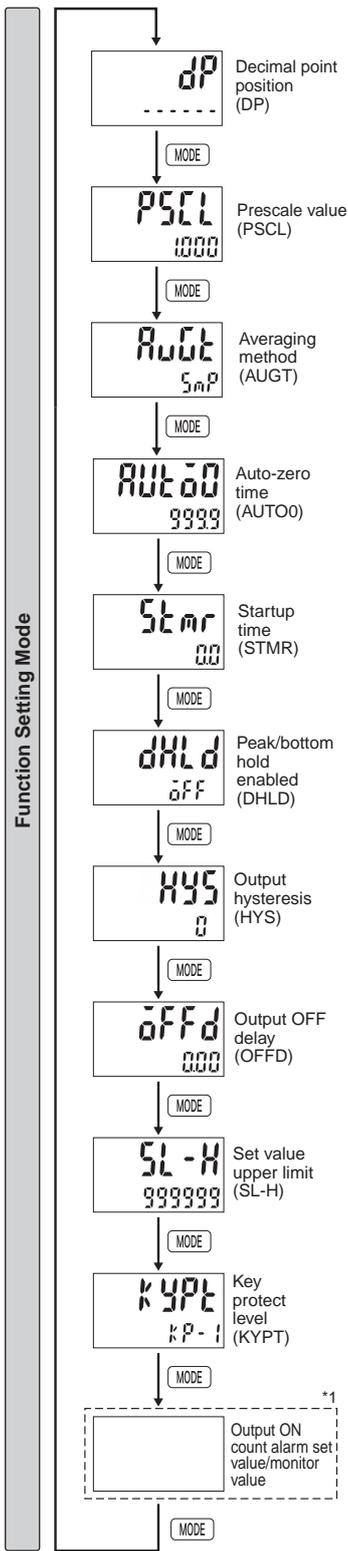 Function Setting Mode
dP
------
Decimal point
position
(DP)
MODE
PSCL
1.000
Prescale value
(PSCL)
MODE
AvGt
SmP
Averaging
method
(AUGT)
MODE
AUto0
999.9
Auto-zero
time
(AUTO0)
MODE
Stmr
0.0
Startup
time
(STMR)
MODE
dHLd
oFF
Peak/bottom
hold
enabled
(DHLD)
MODE
HYS
0
Output
hysteresis
(HYS)
MODE
oFFd
0.00
Output OFF
delay
(OFFD)
MODE
SL-H
999999
Set value
upper limit
(SL-H)
MODE
KYPt
KP-1
Key
protect
level
(KYPT)
MODE
*1
Output ON
count alarm set
value/monitor
value
MODE